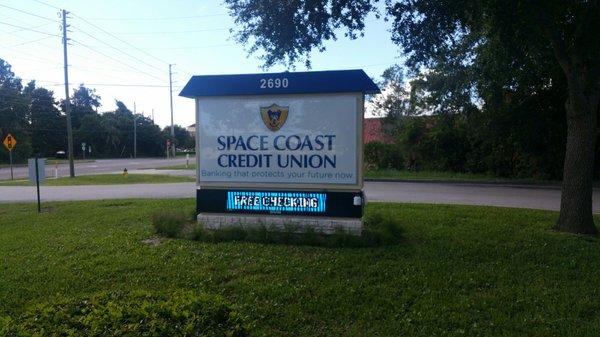 2690
SPACE COAST
CREDIT UNION
Banking that protects your future now
FREE CHECKING